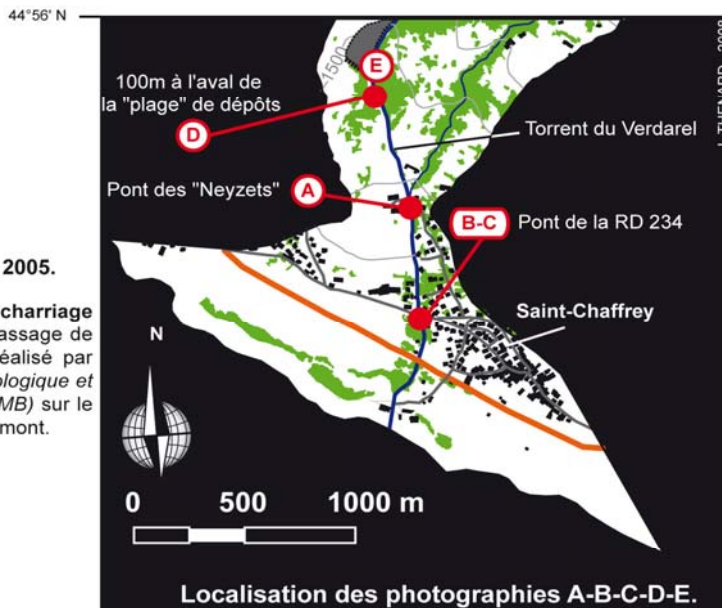 44°56' N
J. THEVARD - 2008
1500
E
100m à l'aval de
la "plage" de dépôts
D
Torrent du Verdarel
Pont des "Neyzets"
A
B-C
Pont de la RD 234
2005.
charriage
assage de
éalisé par
ologique et
MB) sur le
mont.
Saint-Chaffrey
N
0 500 1000 m
Localisation des photographies A-B-C-D-E.